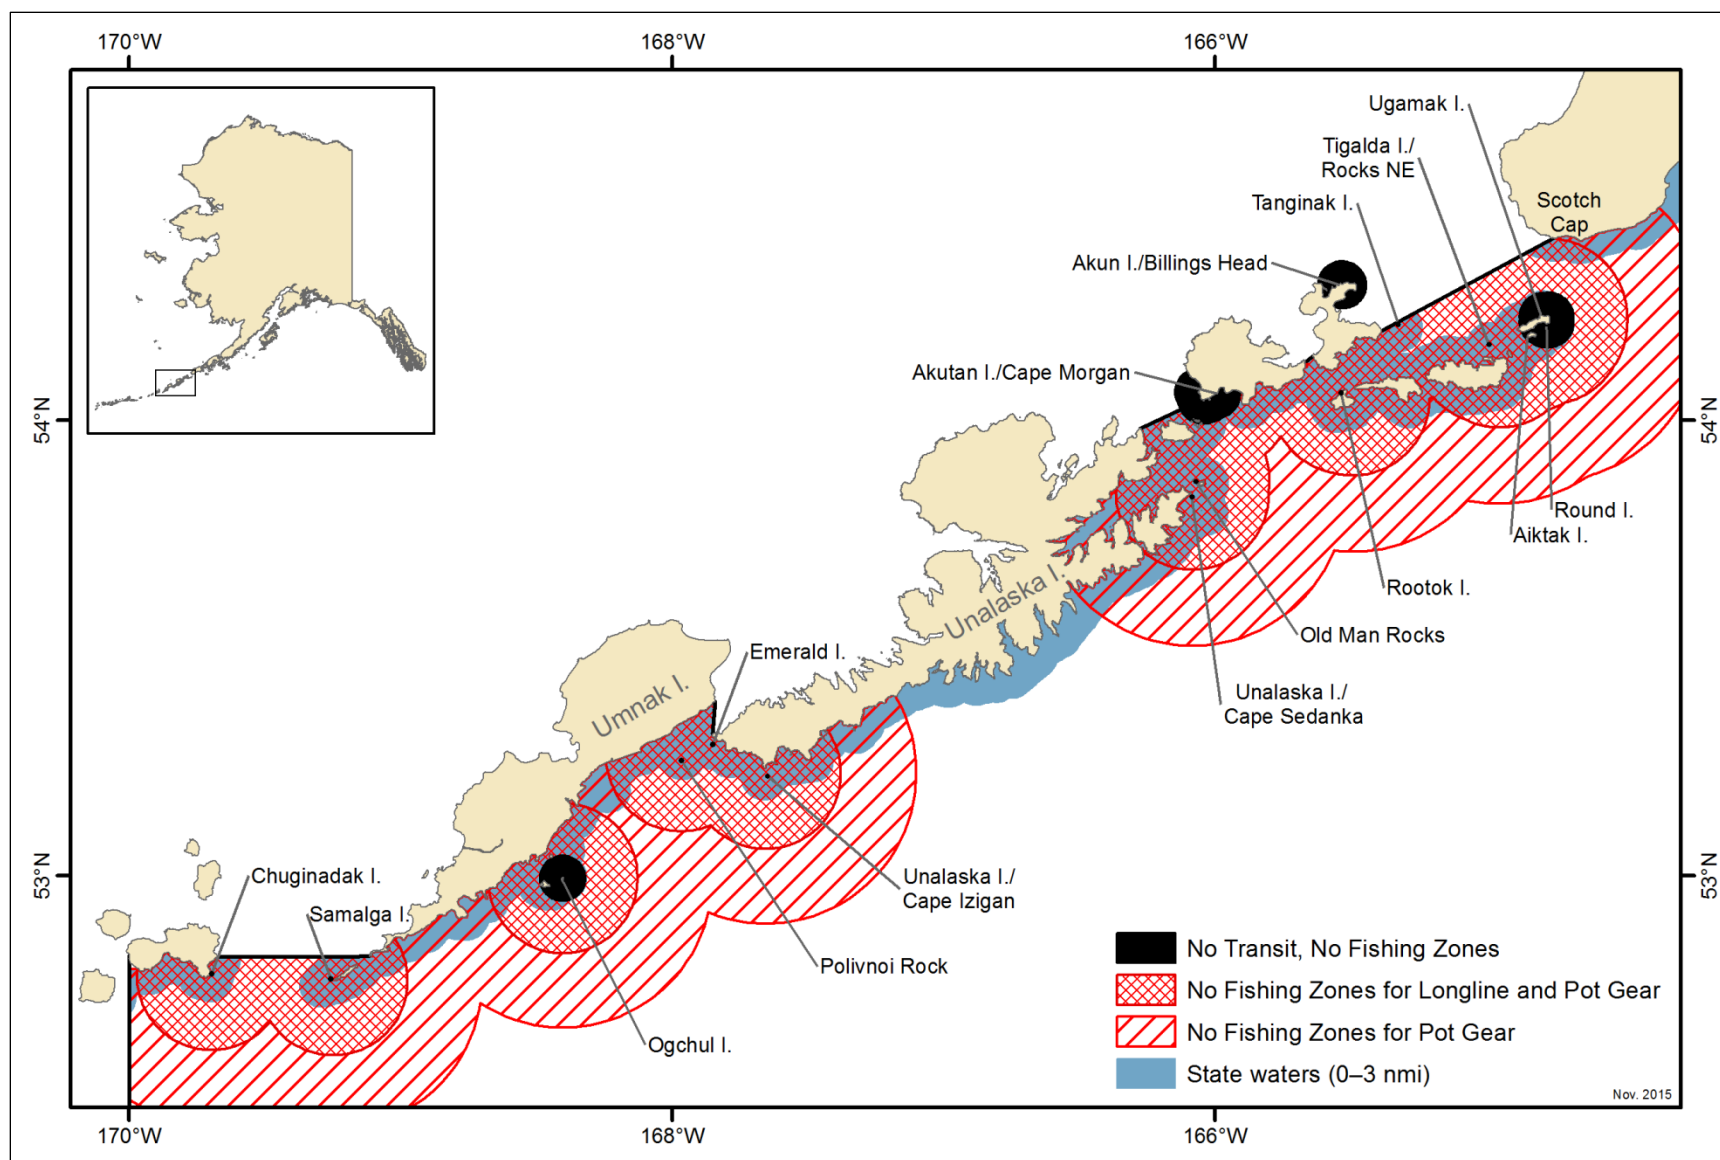 170°W
168°W
166°W
Ugamak I.
Tigalda I./
Rocks NE
Tanginak I.
Scotch
Cap
Akun I./Billings Head
Akutan I./Cape Morgan
54°N
54°N
Round I.
Aiktak I.
Rootok I.
Old Man Rocks
Unalaska I.
Emerald I.
Unalaska I./
Cape Sedanka
Umnak I.
53°N
53°N
Chuginadak I.
Samalga I.
Unalaska I./
Cape Izigan
Polivnoi Rock
Ogchul I.
No Transit, No Fishing Zones
No Fishing Zones for Longline and Pot Gear
No Fishing Zones for Pot Gear
State waters (0–3 nmi)
Nov. 2015
170°W
168°W
166°W